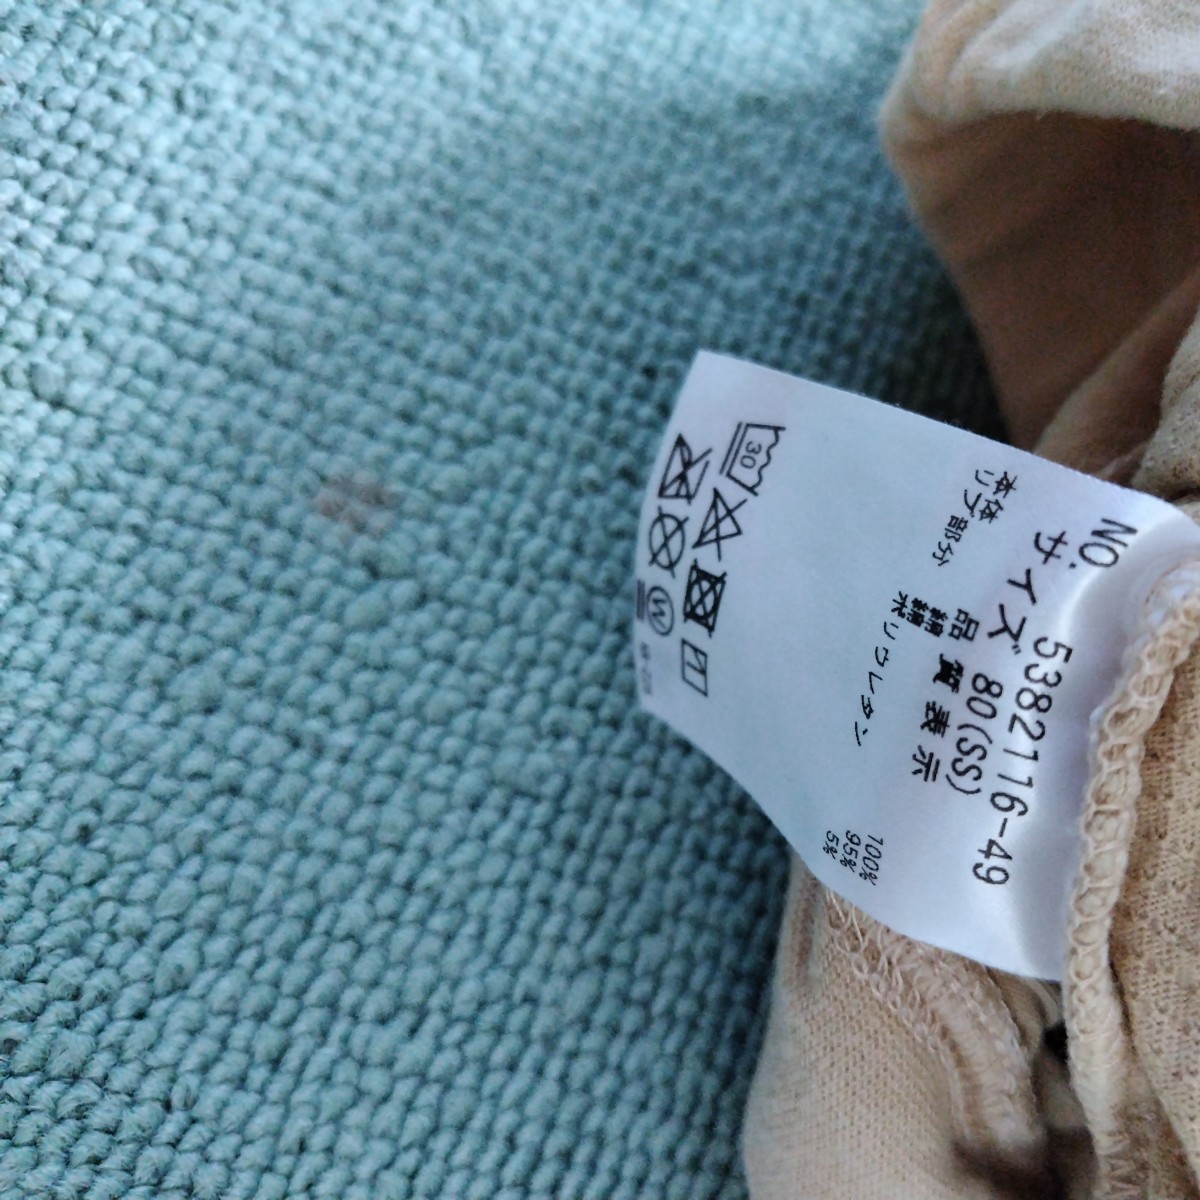 NO. 5382116-49
サイズ 80(SS)
品質表示
本体 綿 100%
リブ部分 綿 95%
ポリウレタン 5%
30
W